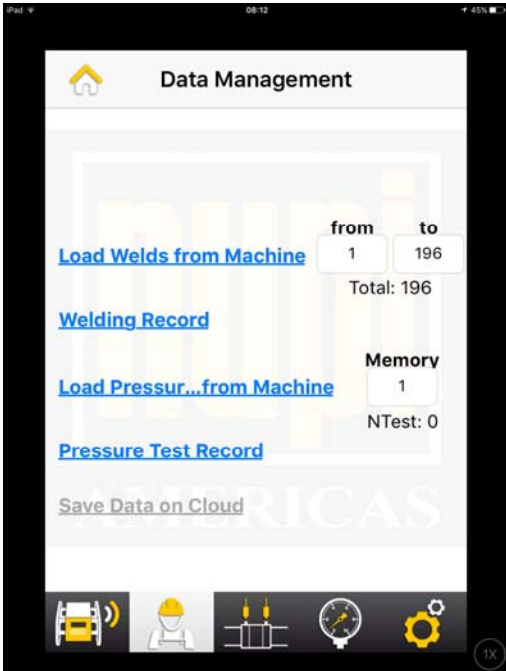 iPad
08:12
45%
Data Management
from to
Load Welds from Machine 1 196
Total: 196
Welding Record
Memory
Load Pressur...from Machine 1
NTest: 0
Pressure Test Record
Save Data on Cloud
nupi
AMERICAS
1X